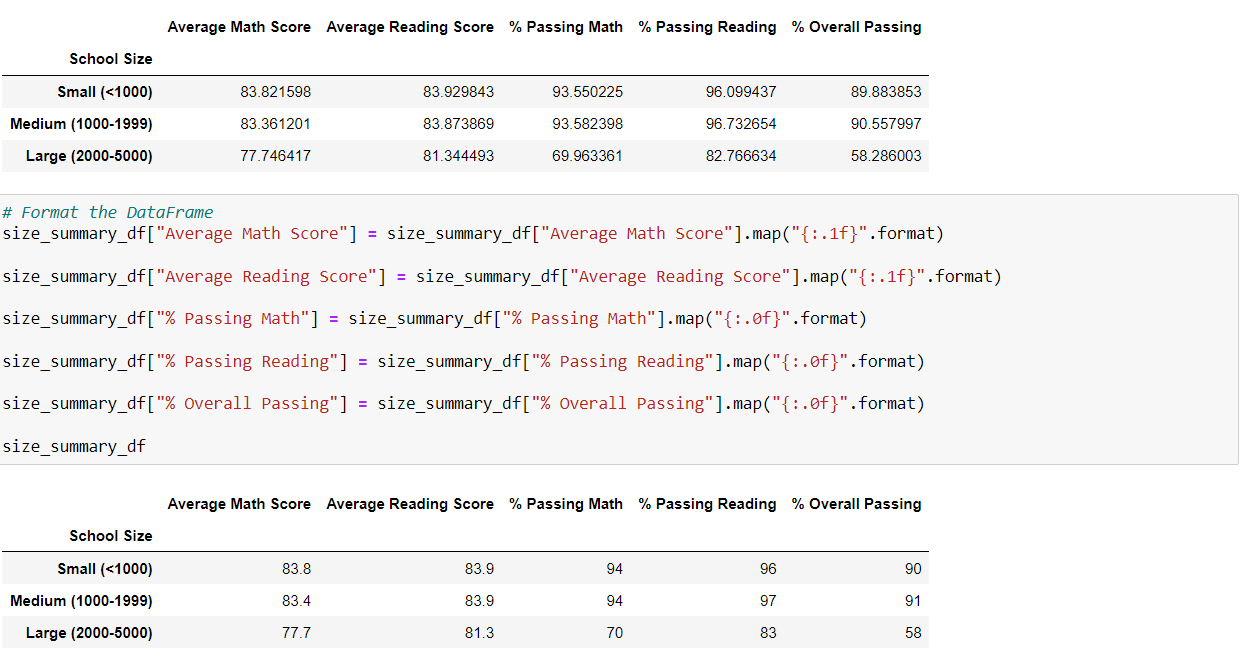 Average Math Score Average Reading Score % Passing Math % Passing Reading % Overall Passing
School Size
Small (<1000) 83.821598 83.929843 93.550225 96.099437 89.883853
Medium (1000-1999) 83.361201 83.873869 93.582398 96.732654 90.557997
Large (2000-5000) 77.746417 81.344493 69.963361 82.766634 58.286003
# Format the DataFrame
size_summary_df["Average Math Score"] = size_summary_df["Average Math Score"].map("{:.1f}".format)
size_summary_df["Average Reading Score"] = size_summary_df["Average Reading Score"].map("{:.1f}".format)
size_summary_df["% Passing Math"] = size_summary_df["% Passing Math"].map("{:.0f}".format)
size_summary_df["% Passing Reading"] = size_summary_df["% Passing Reading"].map("{:.0f}".format)
size_summary_df["% Overall Passing"] = size_summary_df["% Overall Passing"].map("{:.0f}".format)
size_summary_df
Average Math Score Average Reading Score % Passing Math % Passing Reading % Overall Passing
School Size
Small (<1000) 83.8 83.9 94 96 90
Medium (1000-1999) 83.4 83.9 94 97 91
Large (2000-5000) 77.7 81.3 70 83 58